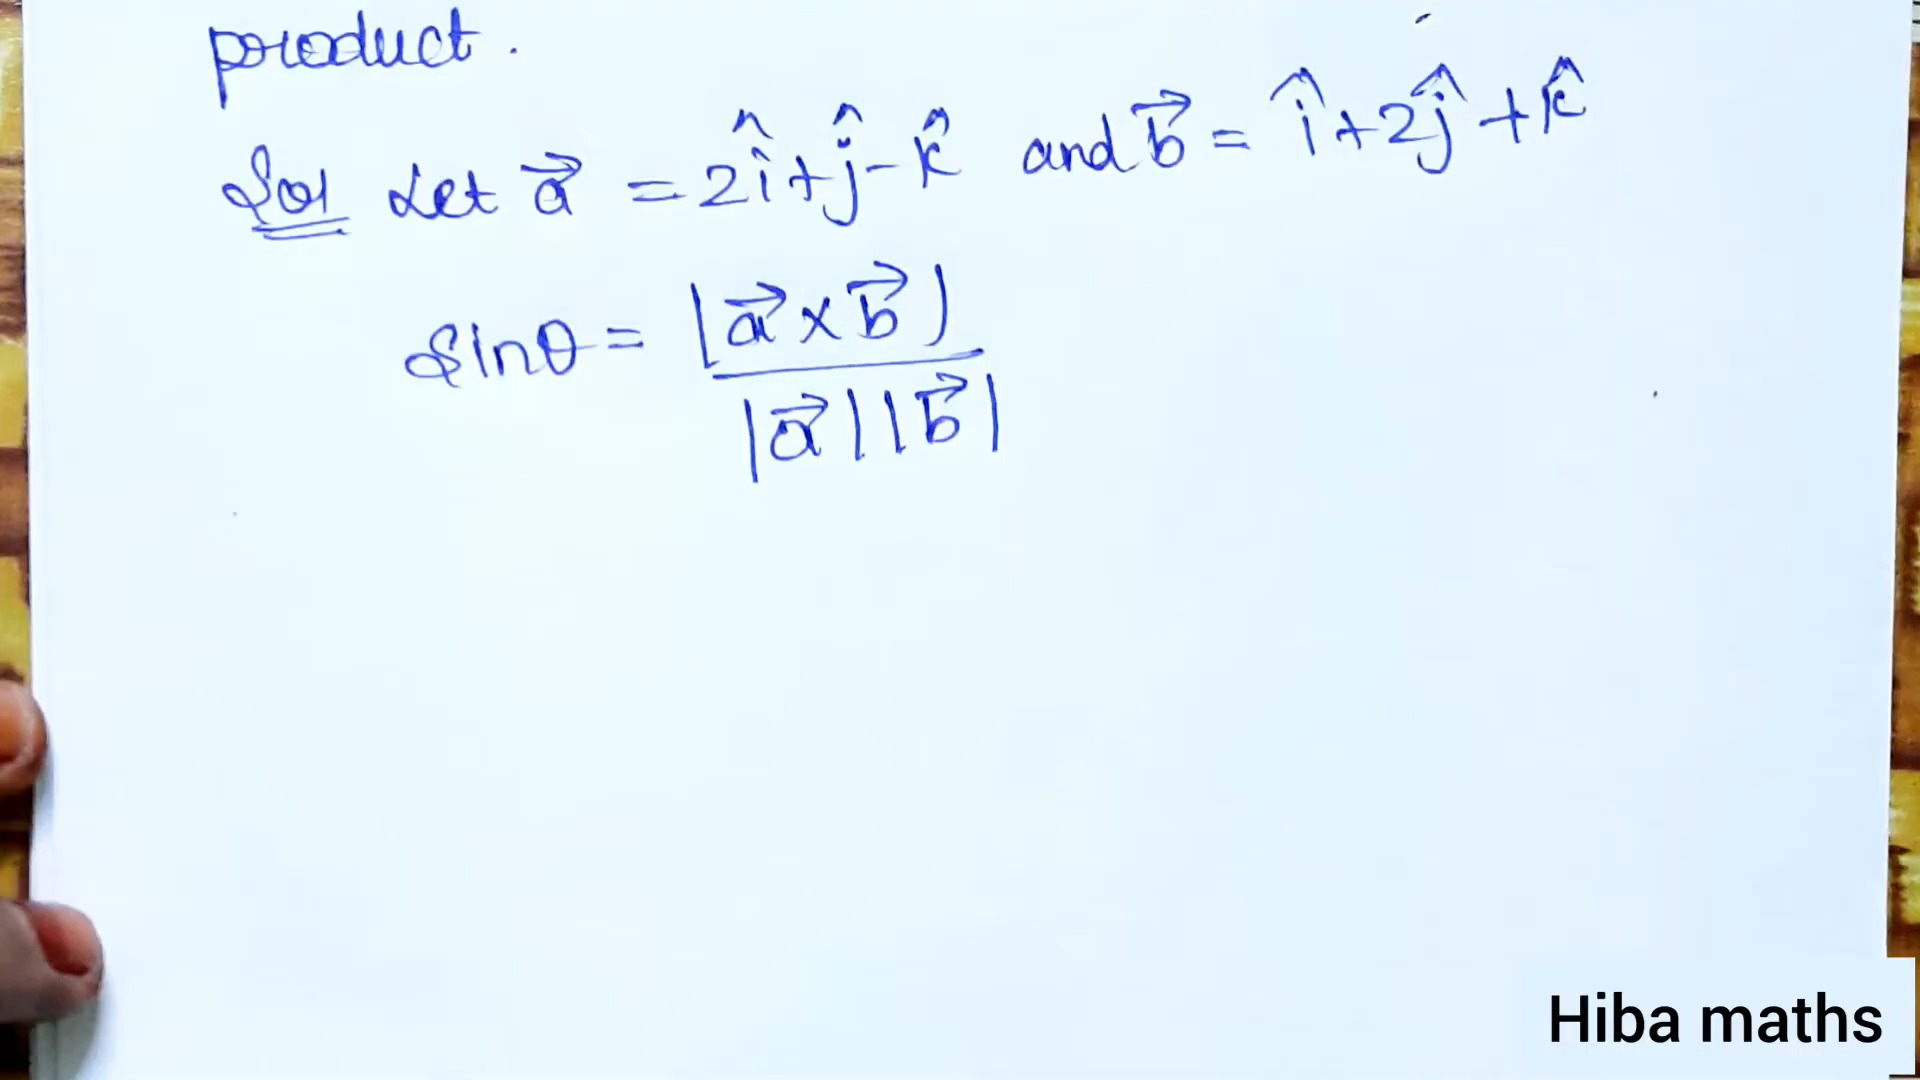 product.
Sol Let a⃗ = 2î+ĵ-k̂ and b⃗ = î+2ĵ+k̂
Sinθ = |a⃗ × b⃗|
|a⃗||b⃗|
Hiba maths